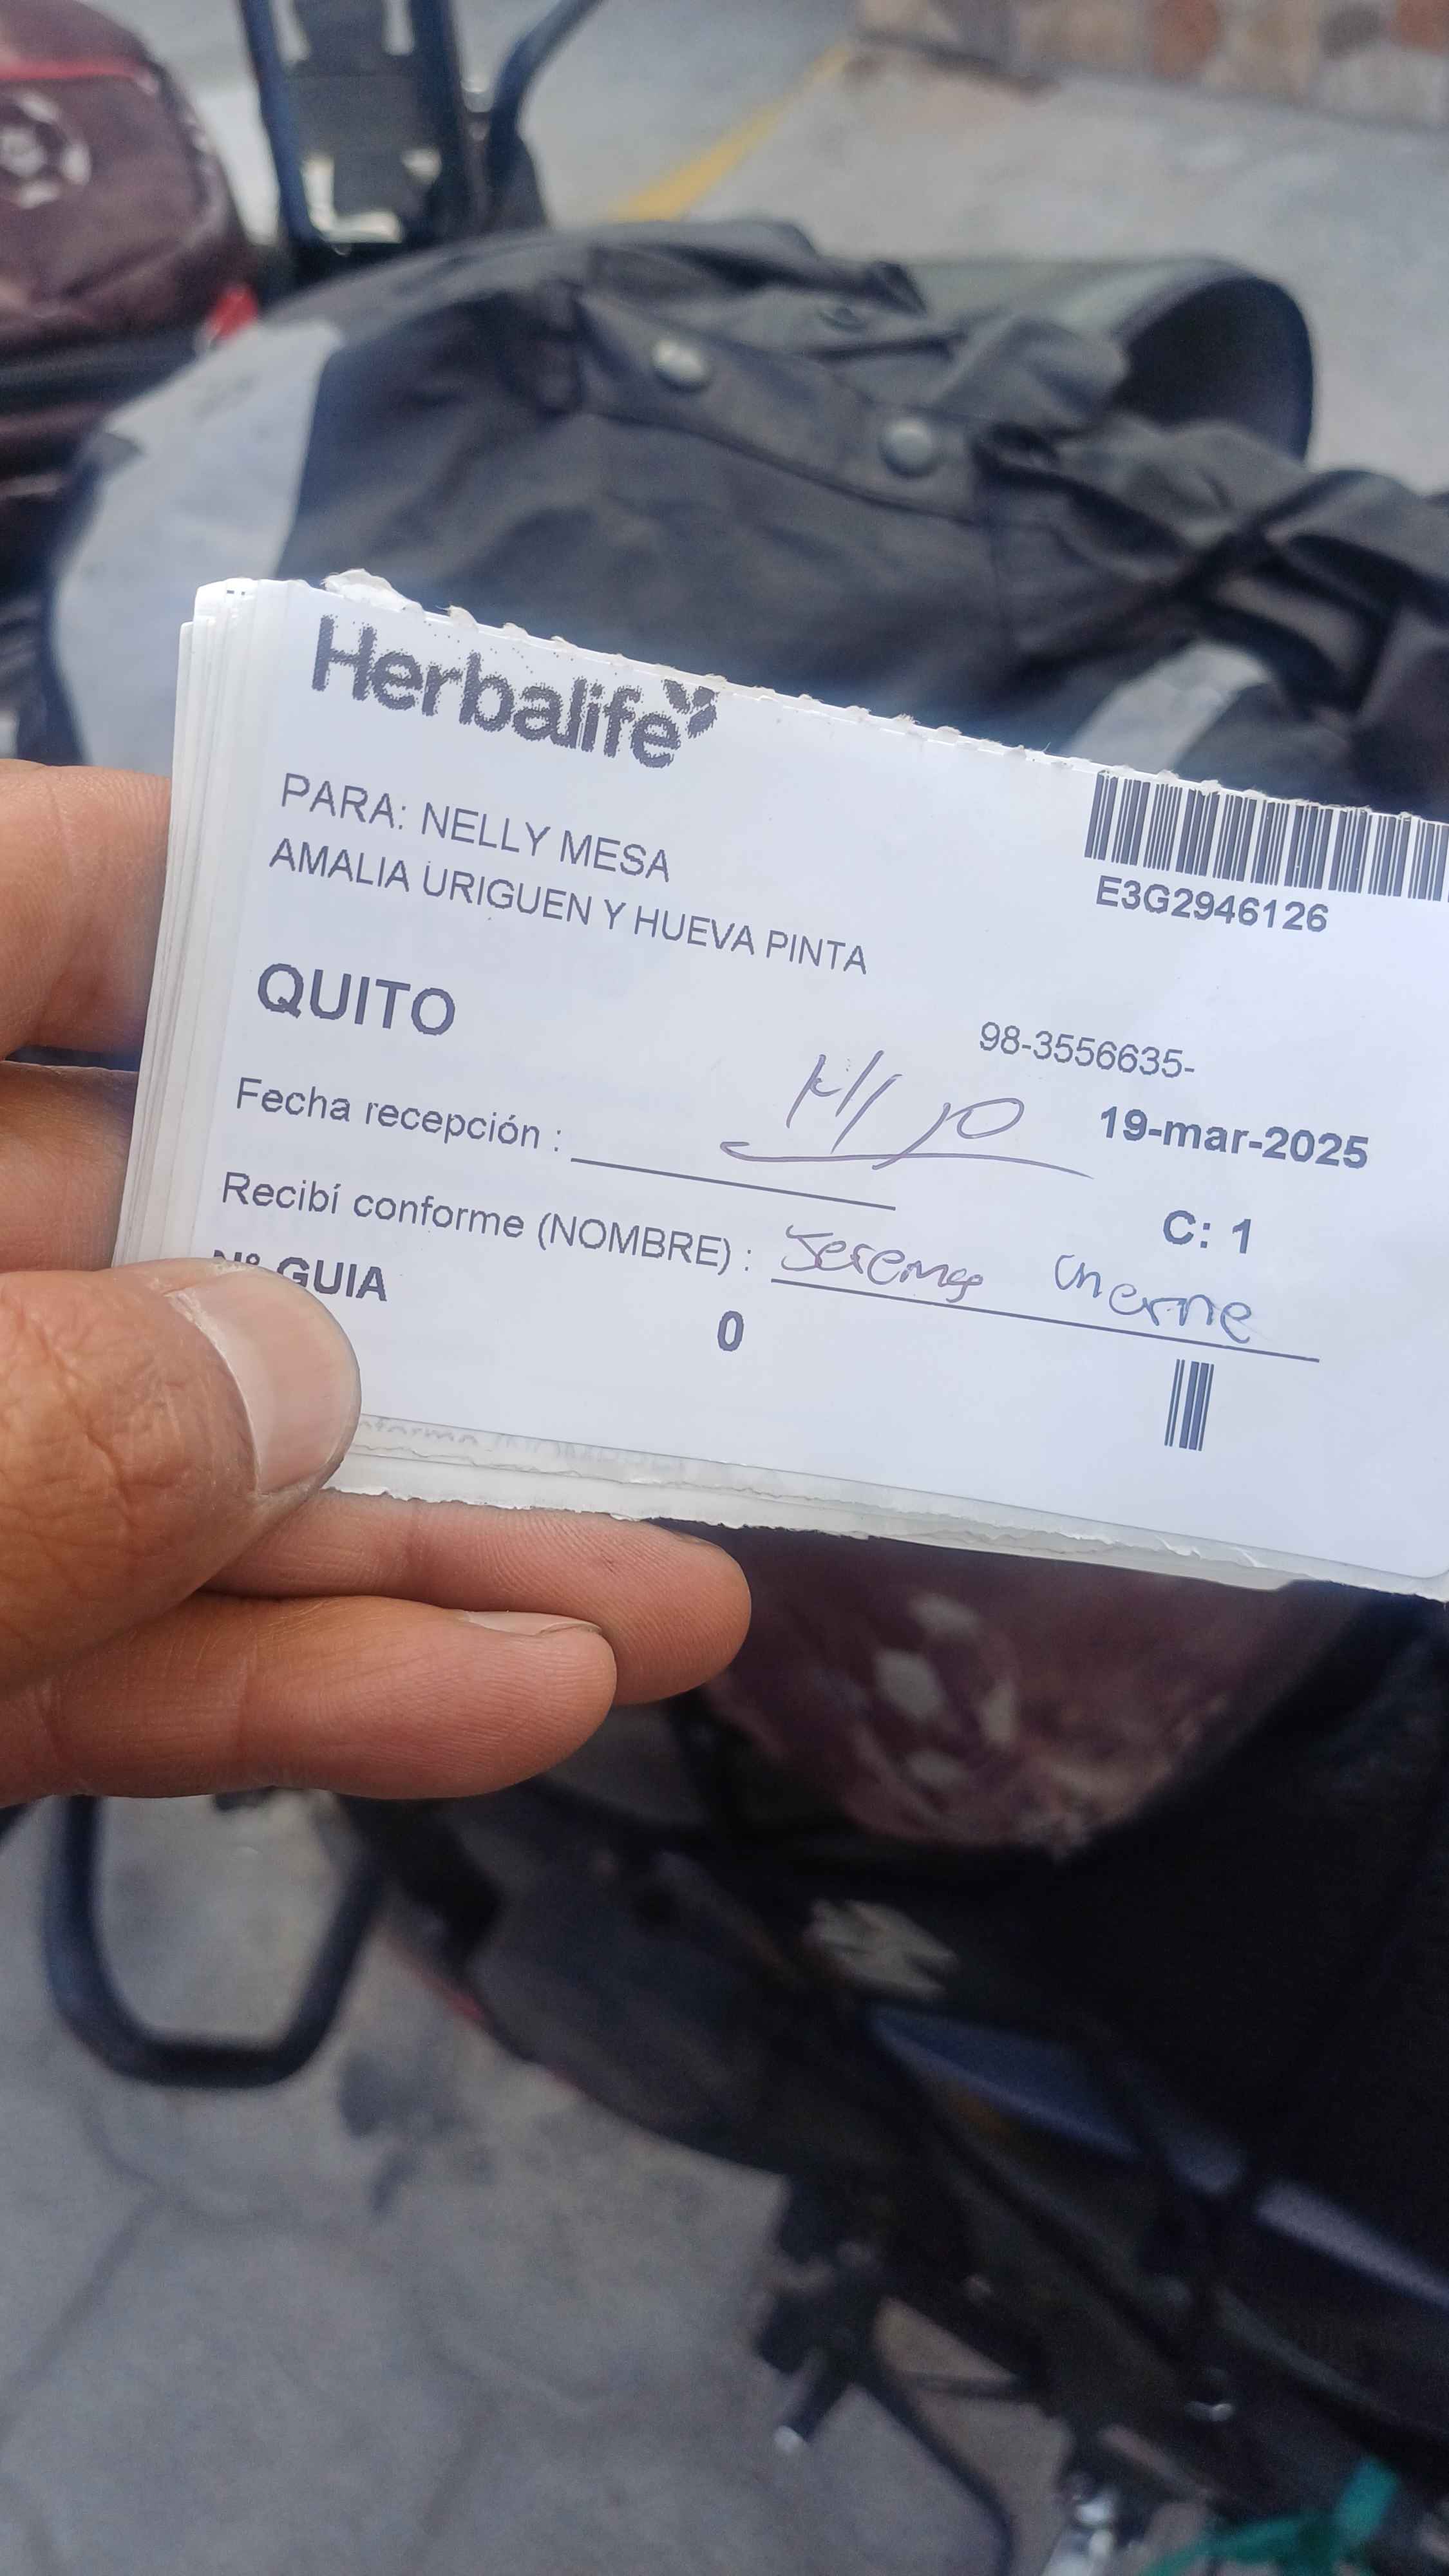 Herbalife
PARA: NELLY MESA
AMALIA URIGUEN Y HUEVA PINTA
E3G2946126
QUITO
98-3556635-
19-mar-2025
Fecha recepción :
C: 1
Recibí conforme (NOMBRE) :
Nº GUIA
0